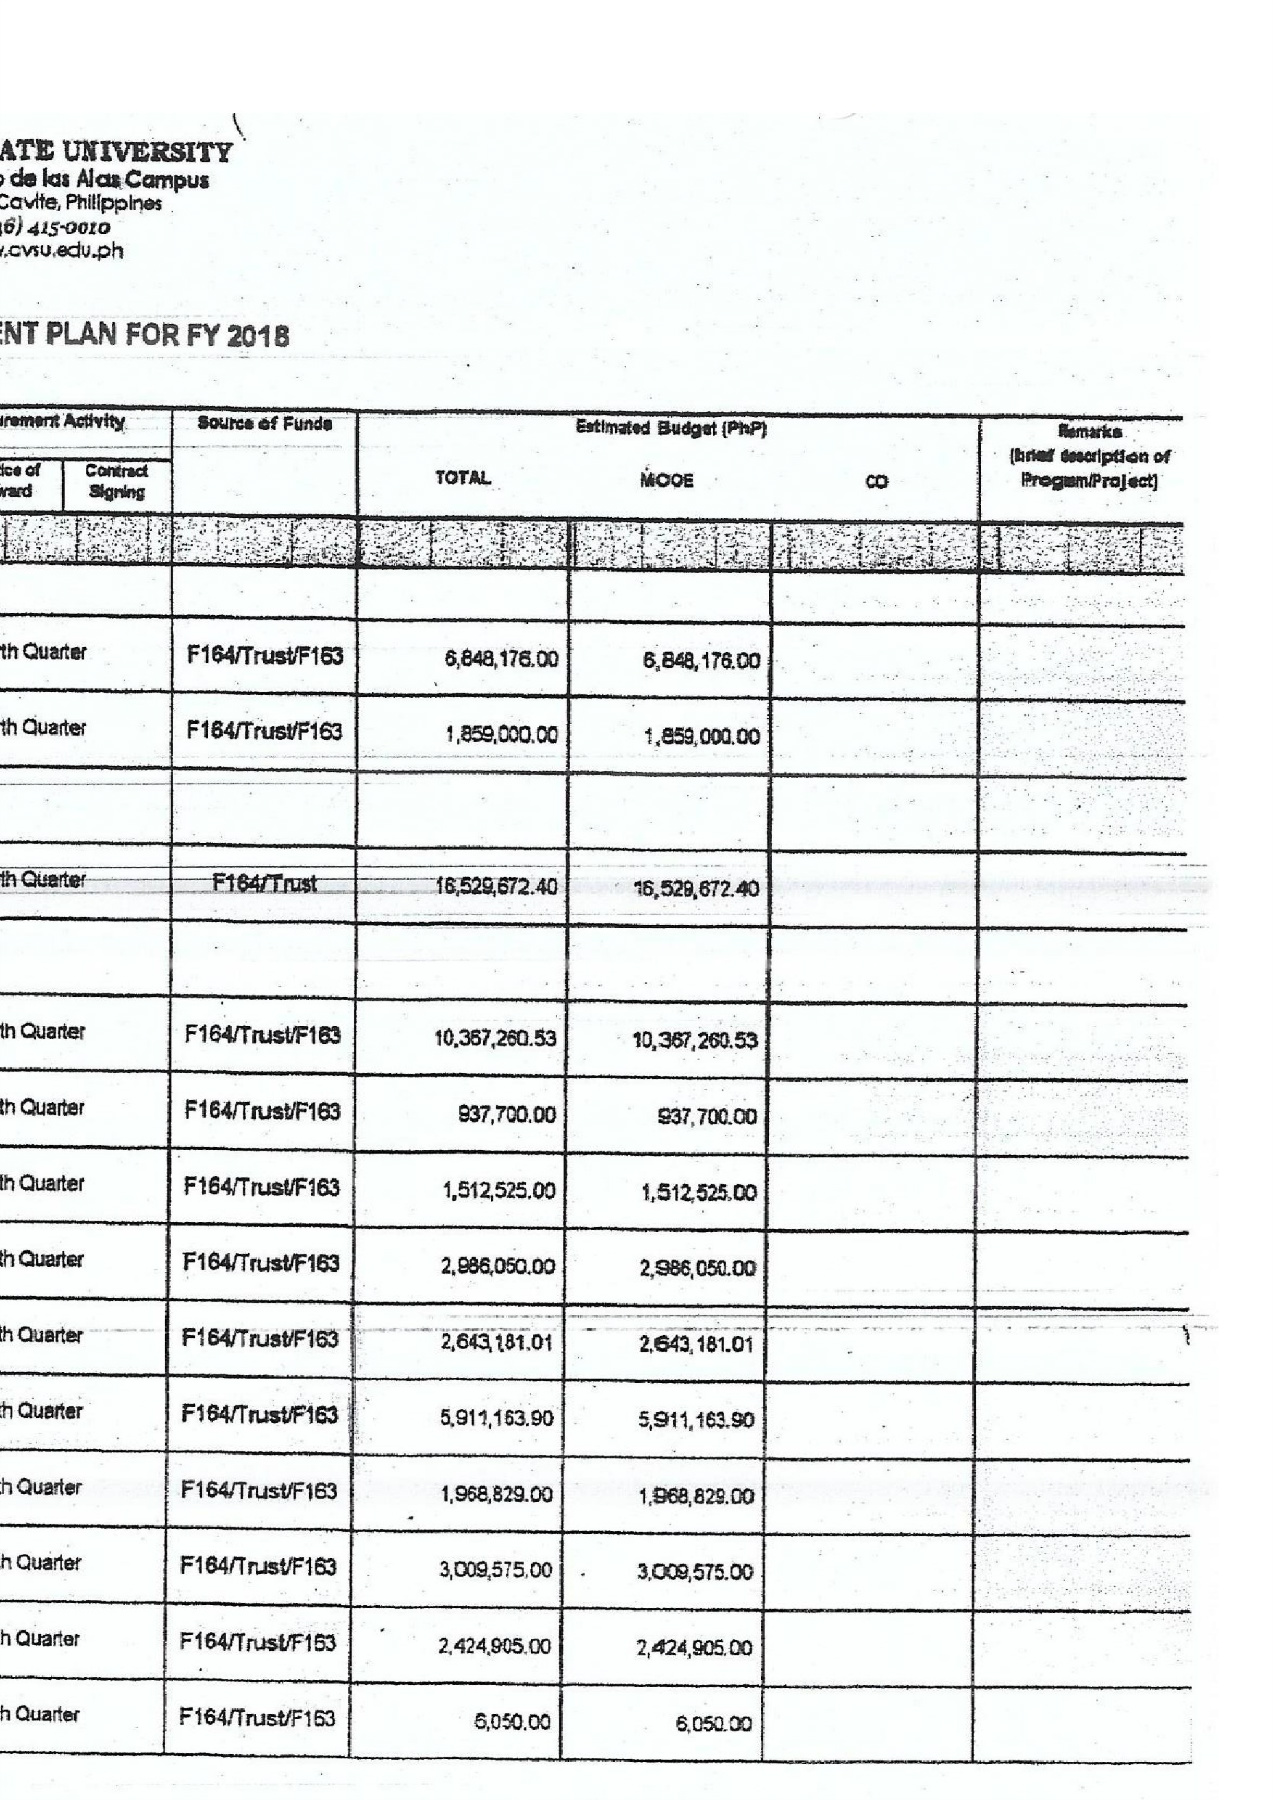 ATE UNIVERSITY
o de las Alas Campus
Cavite, Philippines
46) 415-0010
w.cvsu.edu.ph
ENT PLAN FOR FY 2018
urement Activity Source of Funds Estimated Budget (PhP) Remarks
(brief description of
Progam/Project)
ice of Contract TOTAL MOOE CO
ward Signing
th Quarter F164/Trust/F163 6,848,176.00 6,848,176.00
th Quarter F164/Trust/F163 1,859,000.00 1,859,000.00
th Quarter F164/Trust 16,529,672.40 16,529,672.40
th Quarter F164/Trust/F163 10,367,260.53 10,367,260.53
th Quarter F164/Trust/F163 937,700.00 937,700.00
th Quarter F164/Trust/F163 1,512,525.00 1,512,525.00
th Quarter F164/Trust/F163 2,986,050.00 2,986,050.00
th Quarter F164/Trust/F163 2,643,181.01 2,643,181.01
h Quarter F164/Trust/F163 5,911,163.90 5,911,163.90
h Quarter F164/Trust/F163 1,968,829.00 1,968,829.00
h Quarter F164/Trust/F163 3,009,575.00 3,009,575.00
h Quarter F164/Trust/F163 2,424,905.00 2,424,905.00
h Quarter F164/Trust/F163 6,050.00 6,050.00